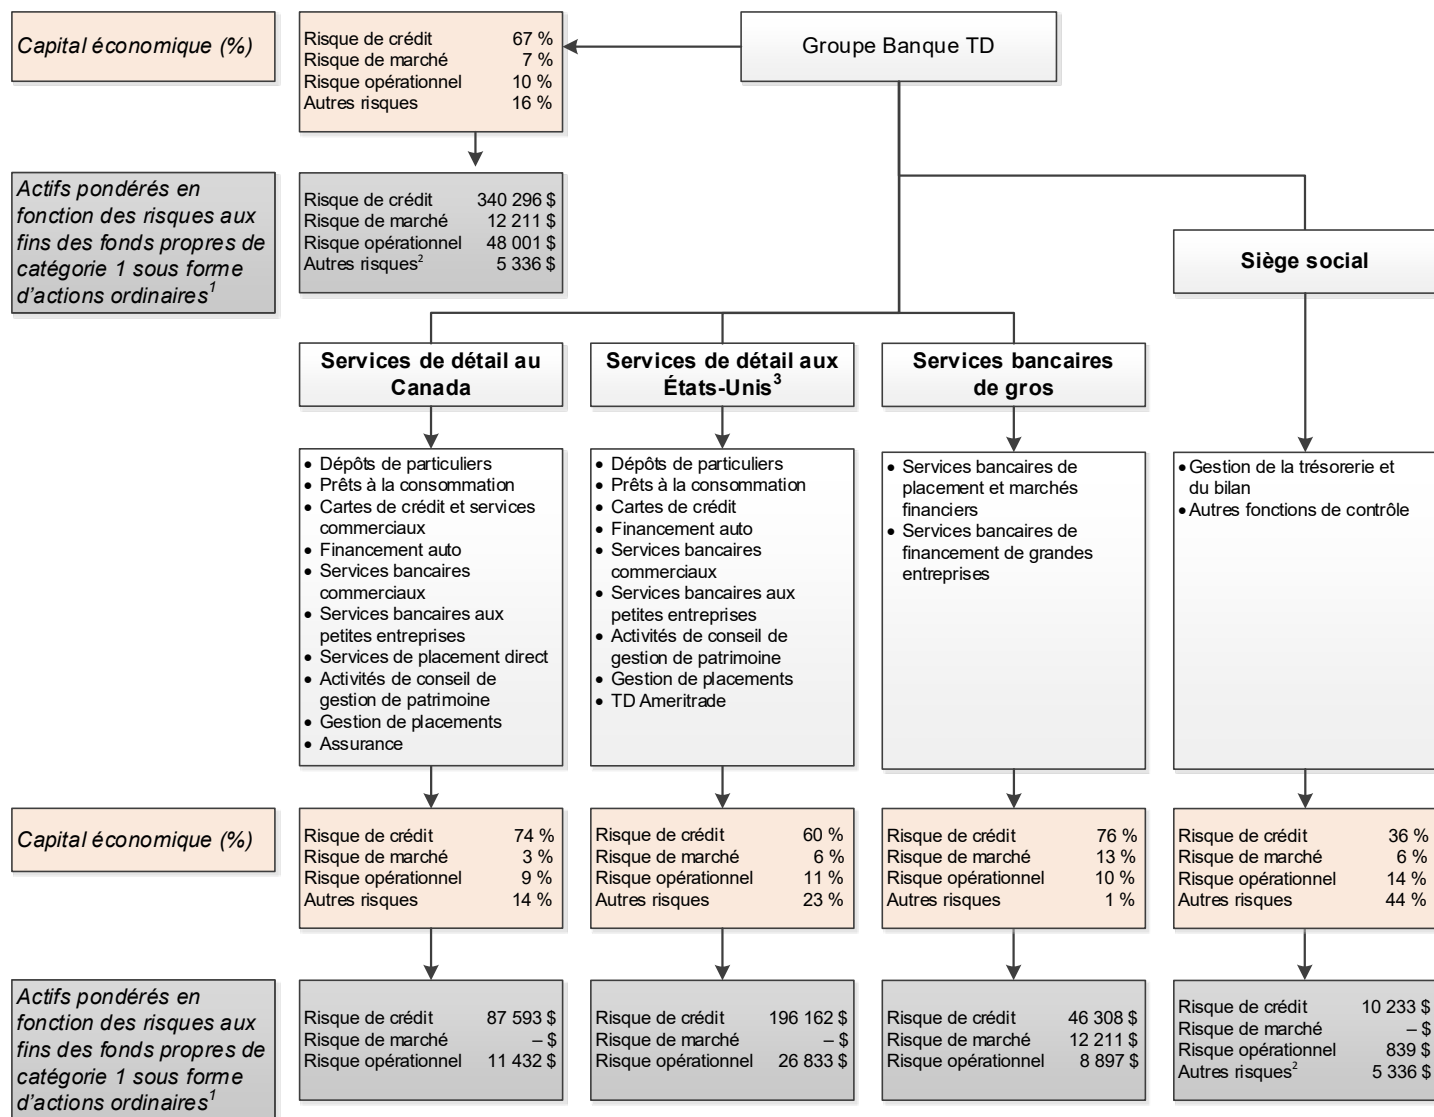 Capital économique (%)
Risque de crédit 67 %
Risque de marché 7 %
Risque opérationnel 10 %
Autres risques 16 %
Groupe Banque TD
Actifs pondérés en
fonction des risques aux
fins des fonds propres de
catégorie 1 sous forme
d'actions ordinaires¹
Risque de crédit 340 296 $
Risque de marché 12 211 $
Risque opérationnel 48 001 $
Autres risques² 5 336 $
Siège social
Services de détail au
Canada
Services de détail aux
États-Unis³
Services bancaires
de gros
• Dépôts de particuliers
• Prêts à la consommation
• Cartes de crédit et services
commerciaux
• Financement auto
• Services bancaires
commerciaux
• Services bancaires aux
petites entreprises
• Services de placement direct
• Activités de conseil de
gestion de patrimoine
• Gestion de placements
• Assurance
• Dépôts de particuliers
• Prêts à la consommation
• Cartes de crédit
• Financement auto
• Services bancaires
commerciaux
• Services bancaires aux
petites entreprises
• Activités de conseil de
gestion de patrimoine
• Gestion de placements
• TD Ameritrade
• Services bancaires de
placement et marchés
financiers
• Services bancaires de
financement de grandes
entreprises
• Gestion de la trésorerie et
du bilan
• Autres fonctions de contrôle
Capital économique (%)
Risque de crédit 74 %
Risque de marché 3 %
Risque opérationnel 9 %
Autres risques 14 %
Risque de crédit 60 %
Risque de marché 6 %
Risque opérationnel 11 %
Autres risques 23 %
Risque de crédit 76 %
Risque de marché 13 %
Risque opérationnel 10 %
Autres risques 1 %
Risque de crédit 36 %
Risque de marché 6 %
Risque opérationnel 14 %
Autres risques 44 %
Actifs pondérés en
fonction des risques aux
fins des fonds propres de
catégorie 1 sous forme
d'actions ordinaires¹
Risque de crédit 87 593 $
Risque de marché – $
Risque opérationnel 11 432 $
Risque de crédit 196 162 $
Risque de marché – $
Risque opérationnel 26 833 $
Risque de crédit 46 308 $
Risque de marché 12 211 $
Risque opérationnel 8 897 $
Risque de crédit 10 233 $
Risque de marché – $
Risque opérationnel 839 $
Autres risques² 5 336 $